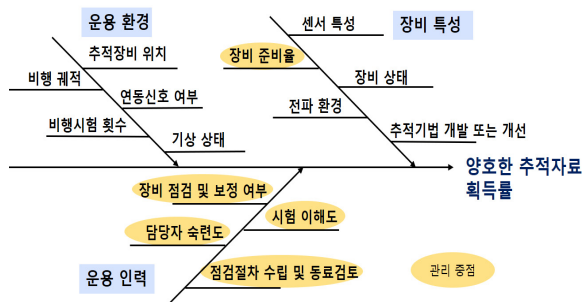 운용 환경
추적장비 위치
비행 궤적
연동신호 여부
비행시험 횟수
기상 상태
장비 특성
센서 특성
장비 준비율
장비 상태
전파 환경
추적기법 개발 또는 개선
양호한 추적자료
획득률
장비 점검 및 보정 여부
시험 이해도
담당자 숙련도
점검절차 수립 및 동료검토
운용 인력
관리 중점